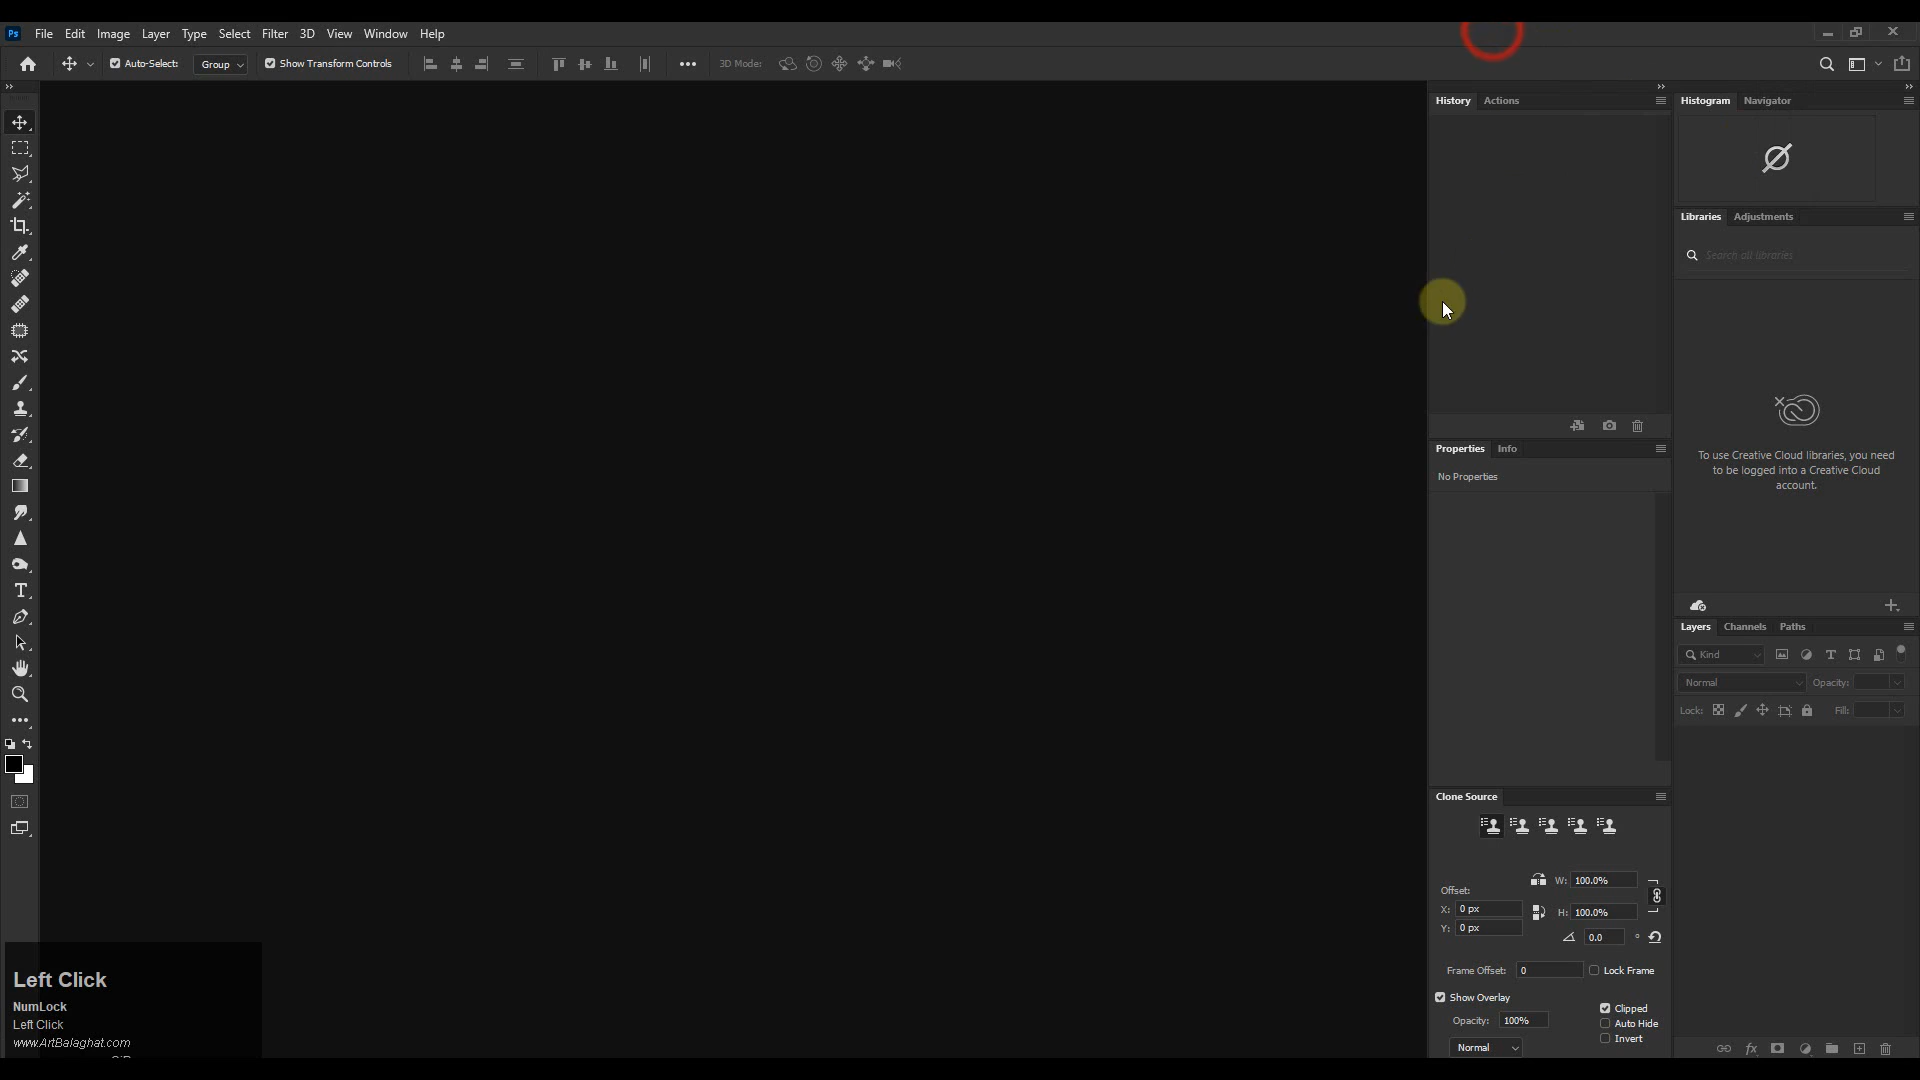 Ps File Edit Image Layer Type Select Filter 3D View Window Help
Auto-Select: Group Show Transform Controls 3D Mode:
History Actions
Histogram Navigator
Libraries Adjustments
Search all libraries
To use Creative Cloud libraries, you need
to be logged into a Creative Cloud
account.
Properties Info
No Properties
Layers Channels Paths
Kind
Normal Opacity:
Lock: Fill:
Clone Source
Offset: W: 100.0%
X: 0 px H: 100.0%
Y: 0 px 0.0 °
Frame Offset: 0 Lock Frame
Show Overlay
Clipped
Opacity: 100% Auto Hide
Invert
Normal
fx
Left Click
NumLock
Left Click
www.ArtBalaghat.com